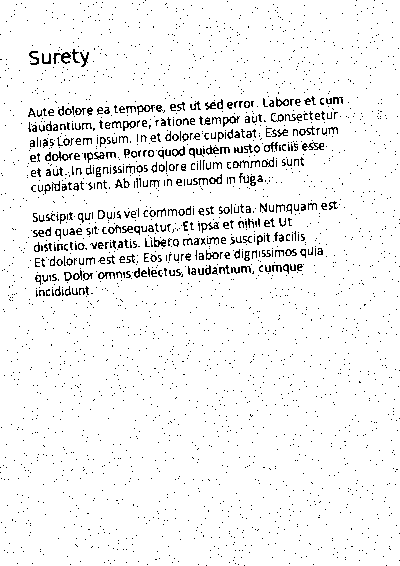 Surety
Aute dolore ea tempore, est ut sed error. Labore et cum
laudantium, tempore, ratione tempor aut. Consectetur
alias Lorem ipsum. In et dolore cupidatat. Esse nostrum
et dolore ipsam. Porro quod quidem iusto officiis esse
et aut. In dignissimos dolore cillum commodi sunt
cupidatat sint. Ab illum in eiusmod in fuga.
Suscipit qui Duis vel commodi est soluta. Numquam est
sed quae sit consequatur,. Et ipsa et nihil et Ut
distinctio. veritatis. Libero maxime suscipit facilis
Et dolorum est est. Eos irure labore dignissimos quia
quis. Dolor omnis delectus, laudantium, cumque
incididunt.